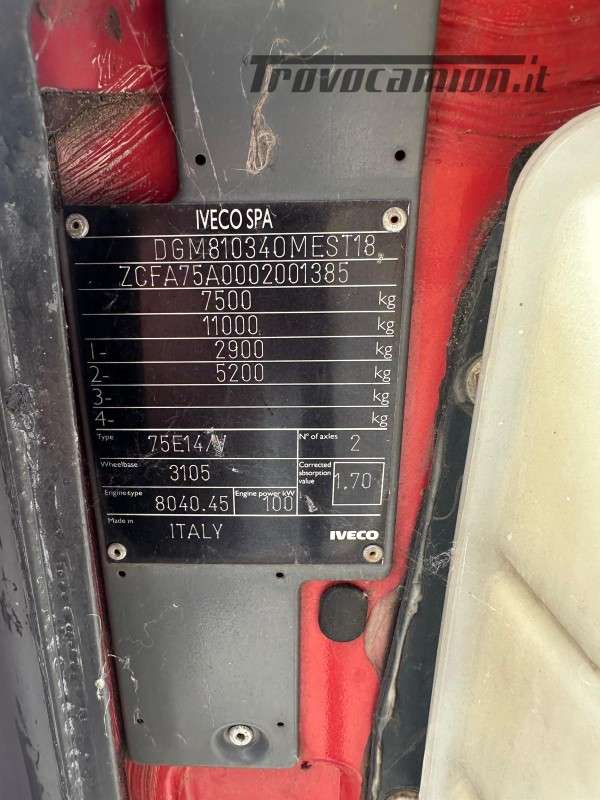 Trovocamion.it
IVECO SPA
DGM810340MEST18
ZCFA75A0002001385
7500 kg
11000 kg
1- 2900 kg
2- 5200 kg
3- kg
4- kg
Type 75E14/V N° of axles 2
Wheelbase 3105 Corrected absorption value 1.70
Engine type 8040.45 Engine power kW 100
Made in ITALY IVECO